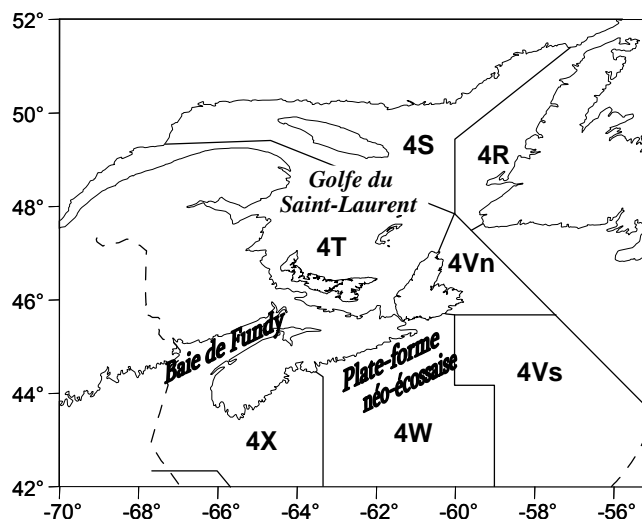 52°
50°
48°
46°
44°
42°
4S
4R
Golfe du
Saint-Laurent
4T
4Vn
Baie de Fundy
Plate-forme
néo-écossaise
4Vs
4X
4W
-70° -68° -66° -64° -62° -60° -58° -56°